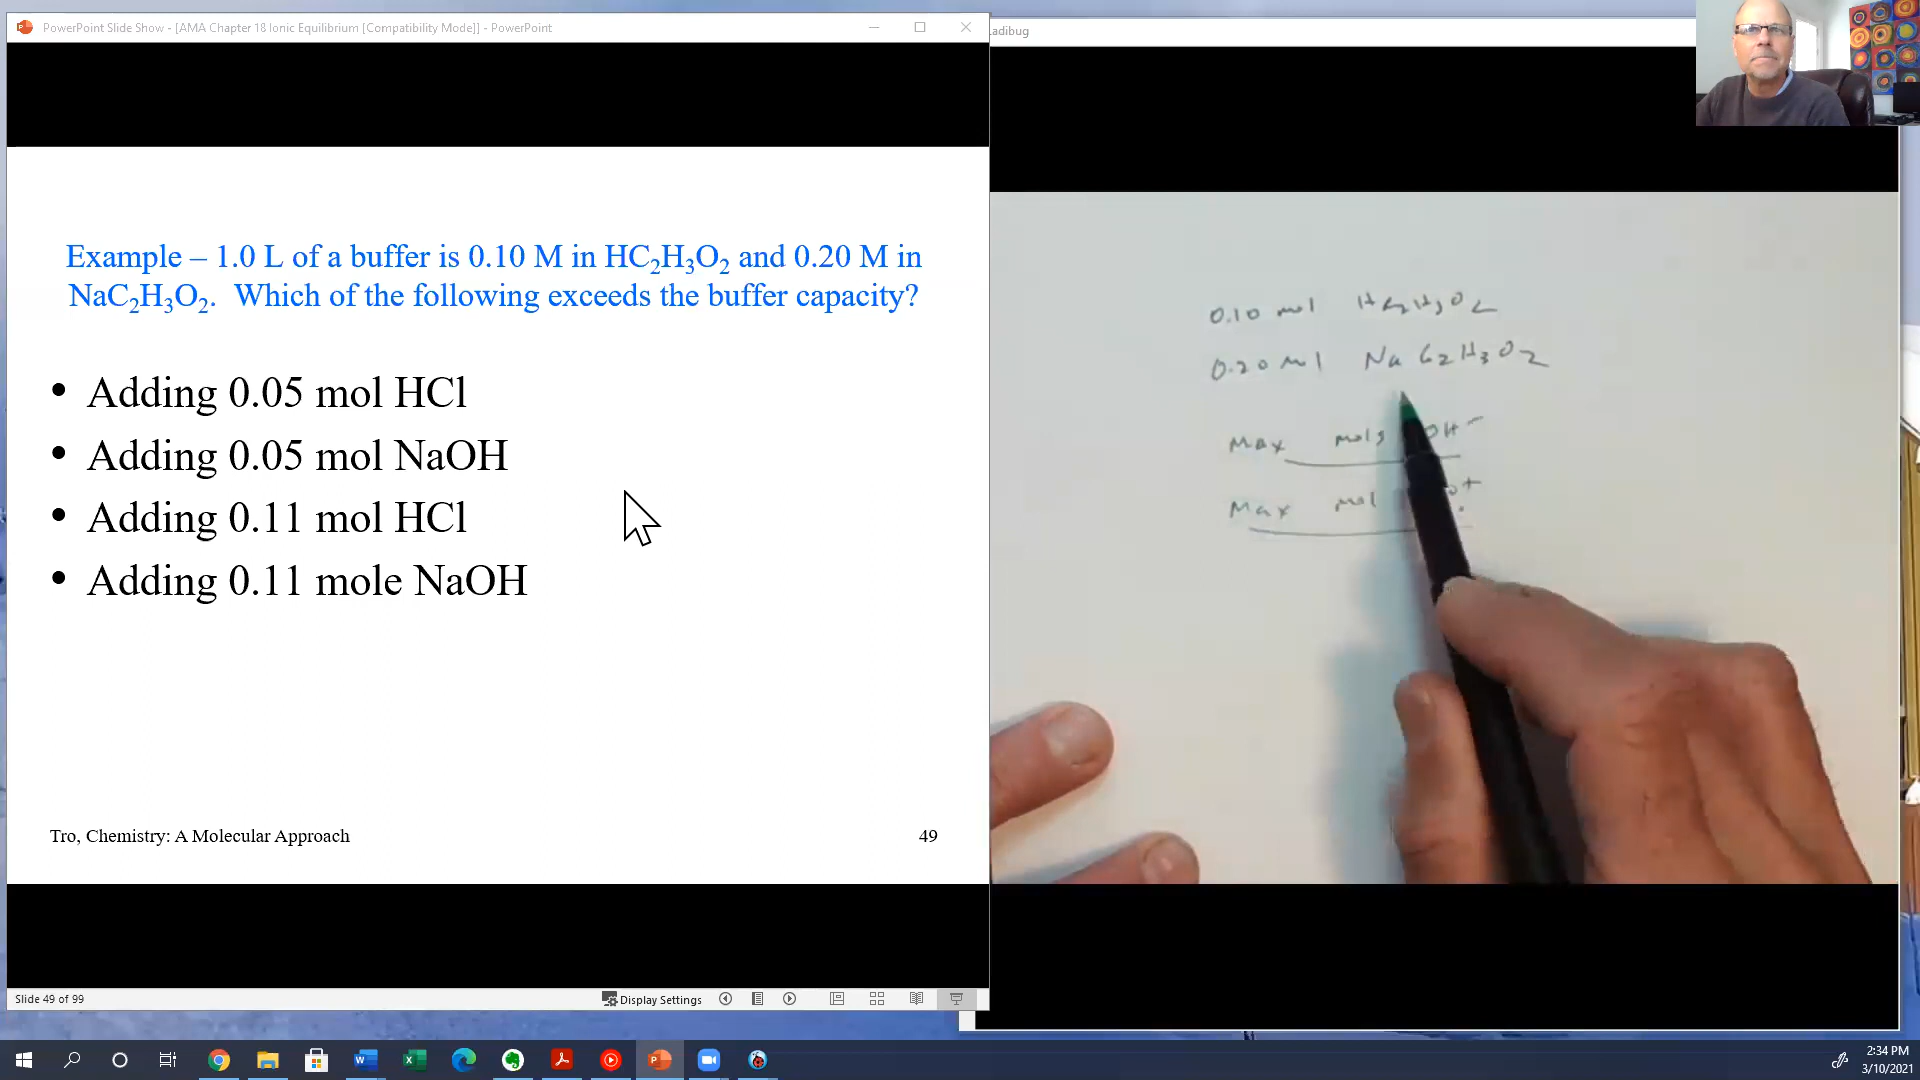 PowerPoint Slide Show - [AMA Chapter 18 Ionic Equilibrium [Compatibility Mode]] - PowerPoint
Example – 1.0 L of a buffer is 0.10 M in HC₂H₃O₂ and 0.20 M in
NaC₂H₃O₂. Which of the following exceeds the buffer capacity?
• Adding 0.05 mol HCl
• Adding 0.05 mol NaOH
• Adding 0.11 mol HCl
• Adding 0.11 mole NaOH
Tro, Chemistry: A Molecular Approach
49
Slide 49 of 99
Display Settings
Ladibug
0.10 mol HC₂H₃O₂
0.20 mol NaC₂H₃O₂
Max mols OH⁻
Max mol
2:34 PM
3/10/2021